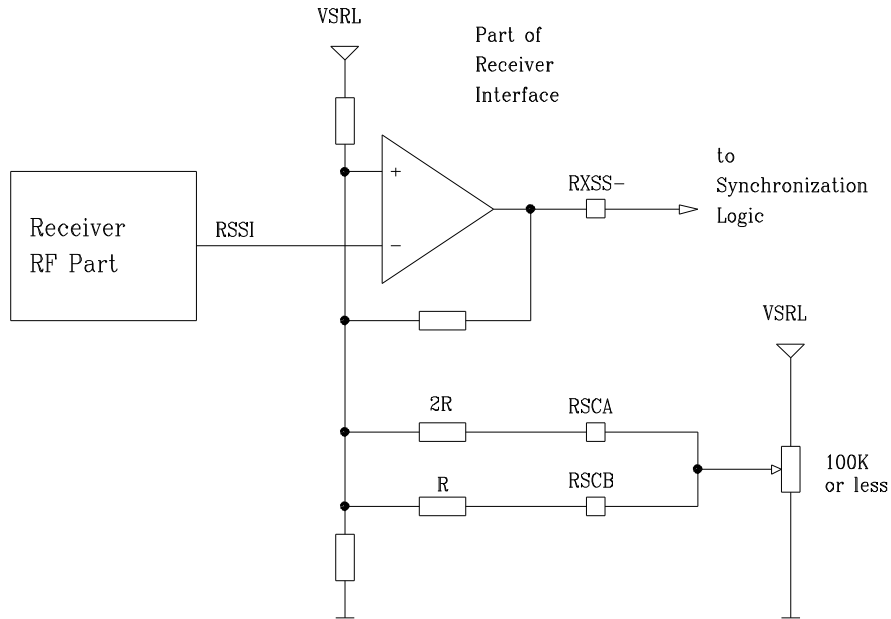 VSRL
Part of
Receiver
Interface
+
RXSS-
to
Synchronization
Logic
Receiver
RF Part
RSSI
-
VSRL
2R
RSCA
R
RSCB
100K
or less